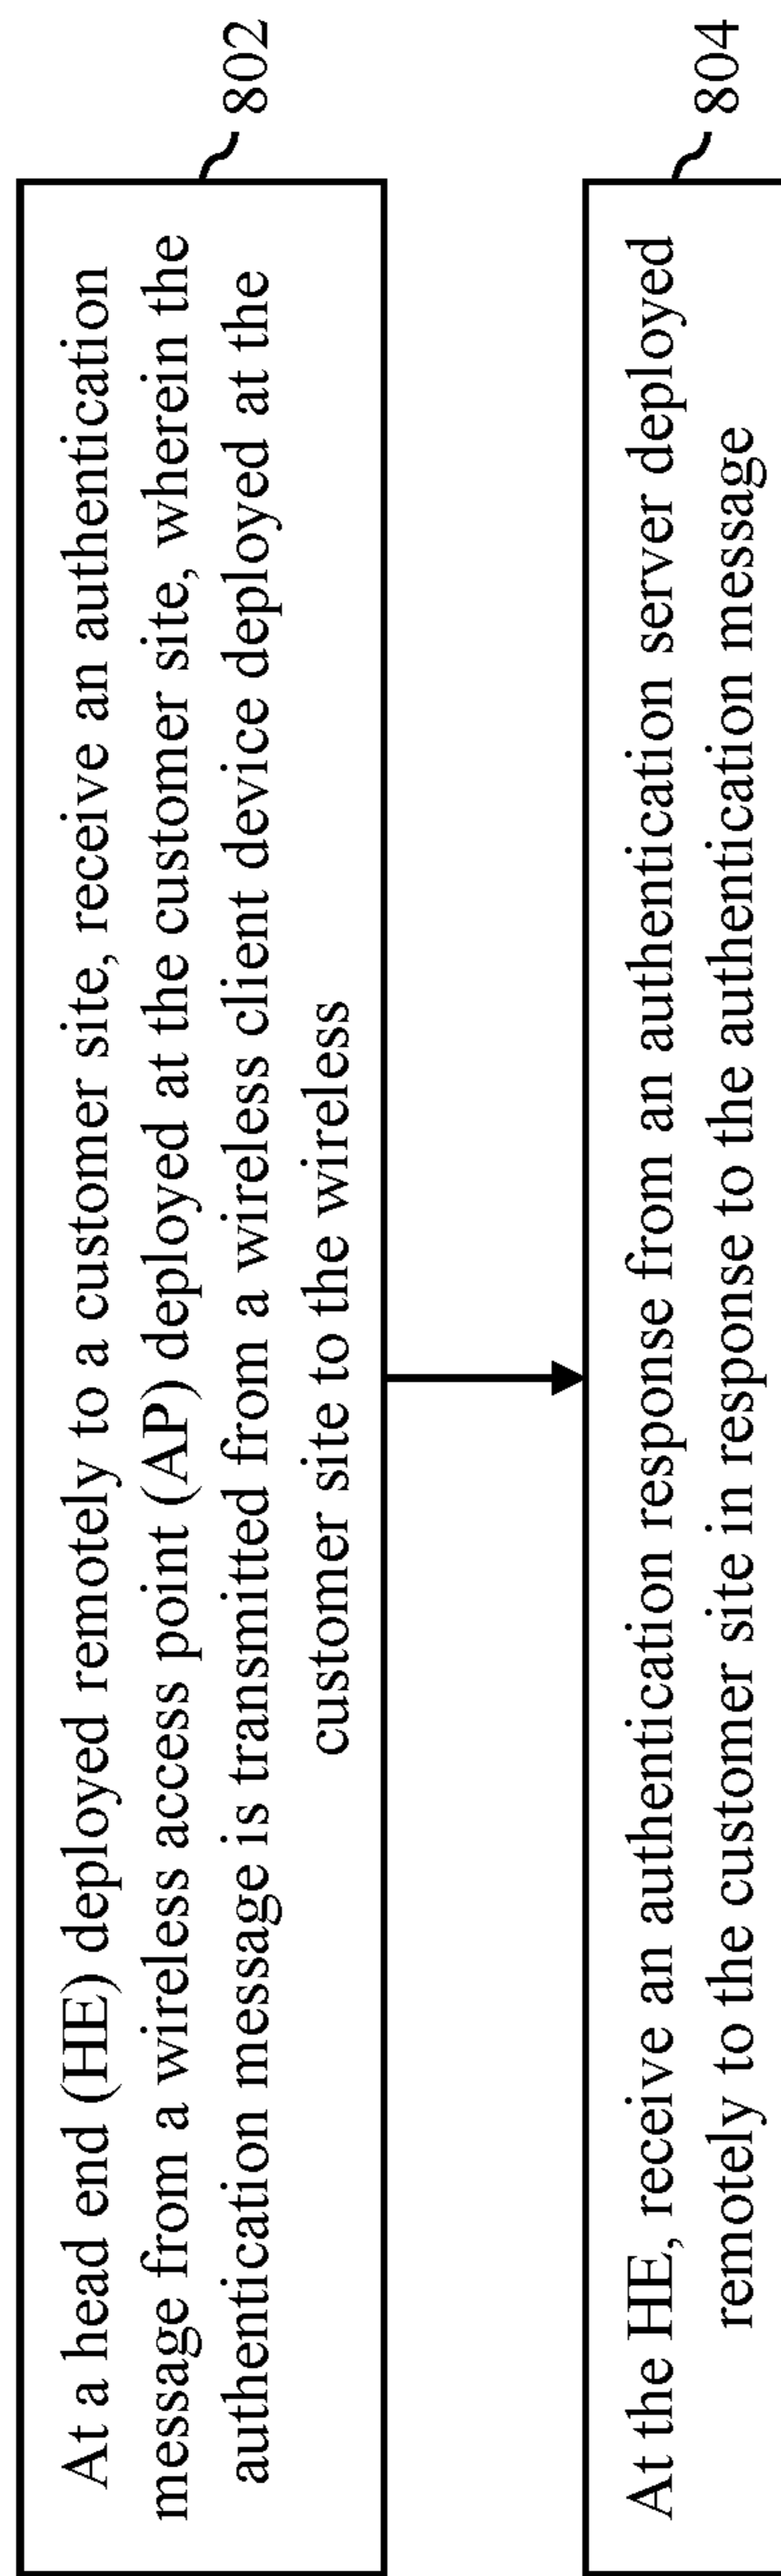 At a head end (HE) deployed remotely to a customer site, receive an authentication
message from a wireless access point (AP) deployed at the customer site, wherein the
authentication message is transmitted from a wireless client device deployed at the
customer site to the wireless
802
At the HE, receive an authentication response from an authentication server deployed
remotely to the customer site in response to the authentication message
804